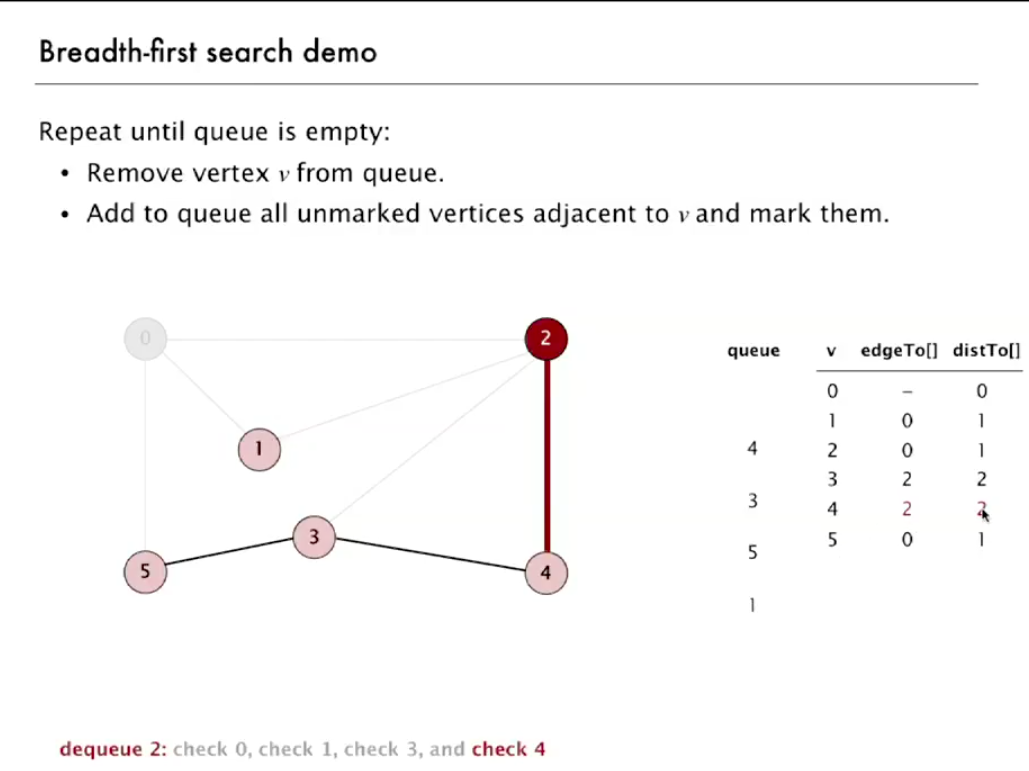 Breadth-first search demo
Repeat until queue is empty:
• Remove vertex v from queue.
• Add to queue all unmarked vertices adjacent to v and mark them.
0
2
1
3
5
4
queue
4
3
5
1
v edgeTo[] distTo[]
0 – 0
1 0 1
2 0 1
3 2 2
4 2 2
5 0 1
dequeue 2: check 0, check 1, check 3, and check 4